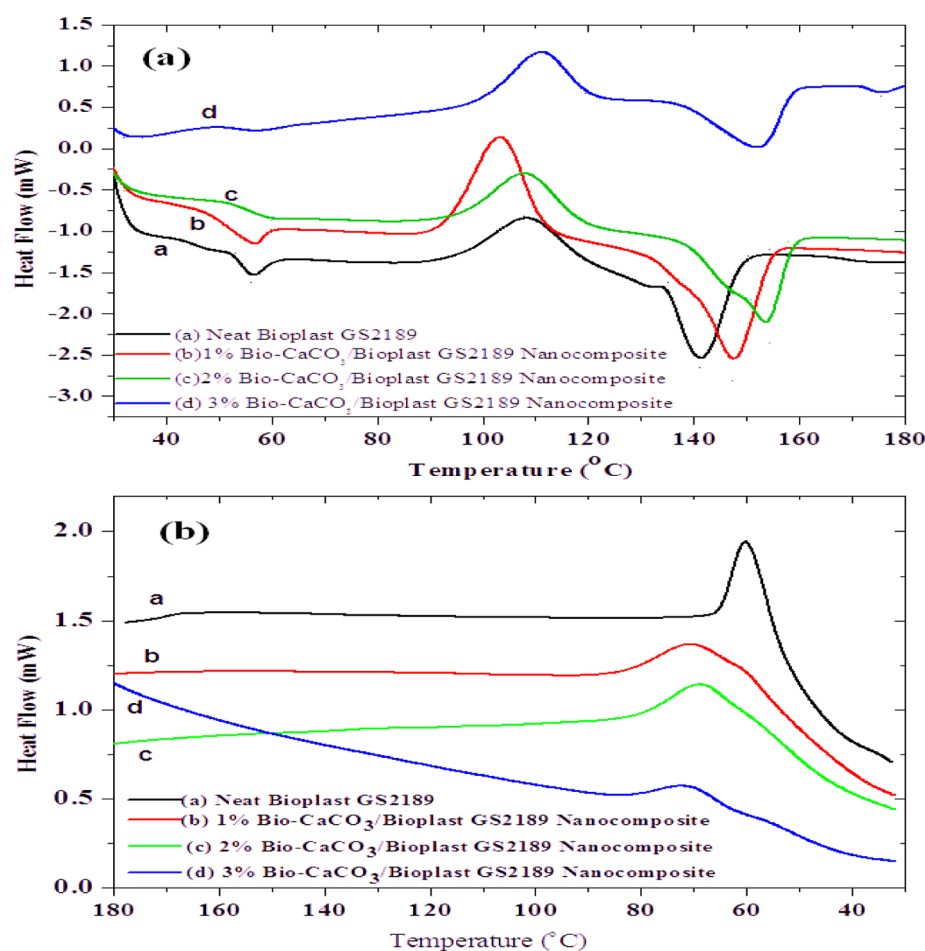 (a)
1.5
1.0
0.5
0.0
-0.5
-1.0
-1.5
-2.0
-2.5
-3.0
Heat Flow (mW)
d
c
b
a
(a) Neat Bioplast GS2189
(b)1% Bio-CaCO3/Bioplast GS2189 Nanocomposite
(c)2% Bio-CaCO3/Bioplast GS2189 Nanocomposite
(d) 3% Bio-CaCO3/Bioplast GS2189 Nanocomposite
40 60 80 100 120 140 160 180
Temperature (°C)
(b)
2.0
1.5
1.0
0.5
0.0
Heat Flow (mW)
a
b
d
c
(a) Neat Bioplast GS2189
(b) 1% Bio-CaCO3/Bioplast GS2189 Nanocomposite
(c) 2% Bio-CaCO3/Bioplast GS2189 Nanocomposite
(d) 3% Bio-CaCO3/Bioplast GS2189 Nanocomposite
180 160 140 120 100 80 60 40
Temperature (°C)